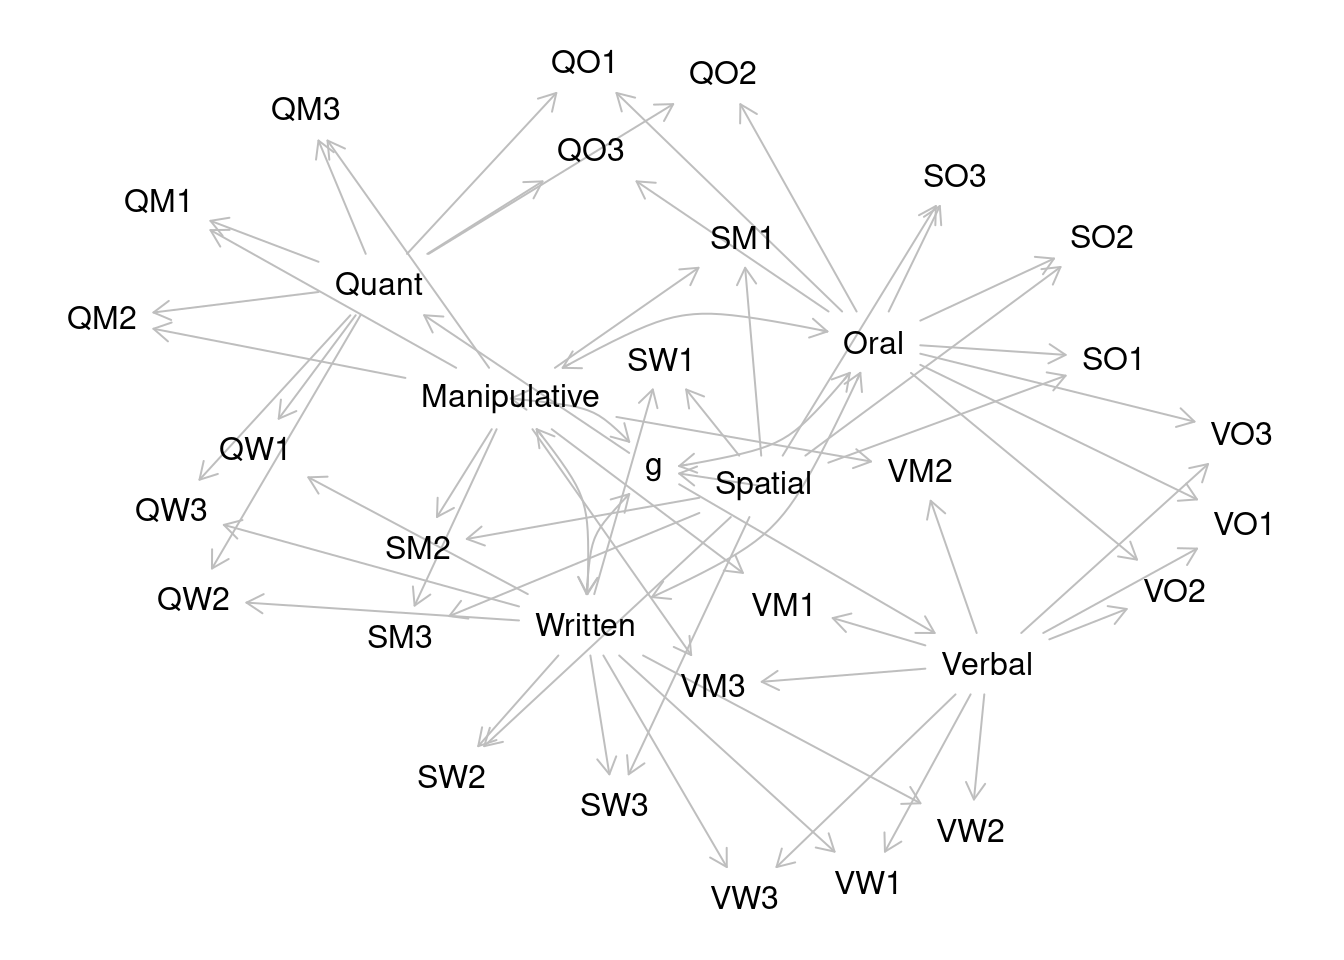 QO1
QO2
QM3
QO3
SO3
QM1
SM1
SO2
Quant
QM2
Oral
SW1
SO1
Manipulative
VO3
QW1
g
Spatial
VM2
QW3
VO1
SM2
QW2
VM1
VO2
Written
SM3
Verbal
VM3
SW2
SW3
VW2
VW1
VW3